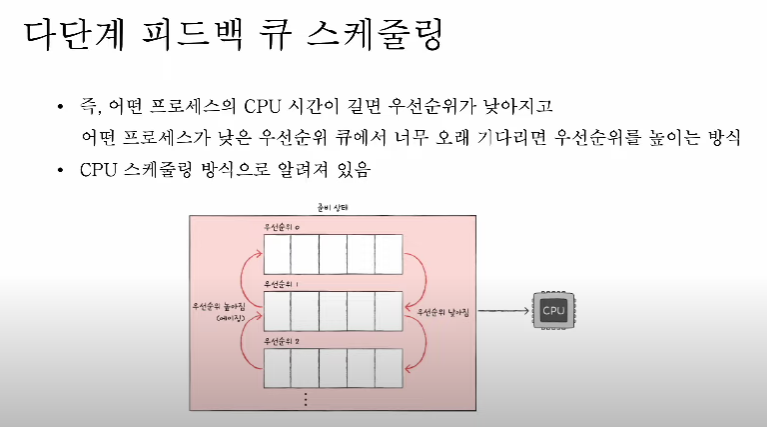 다단계 피드백 큐 스케줄링
• 즉, 어떤 프로세스의 CPU 시간이 길면 우선순위가 낮아지고
어떤 프로세스가 낮은 우선순위 큐에서 너무 오래 기다리면 우선순위를 높이는 방식
• CPU 스케줄링 방식으로 알려져 있음
준비 상태
우선순위 0
우선순위 1
우선순위 높아짐
(에이징)
우선순위 낮아짐
CPU
우선순위 2